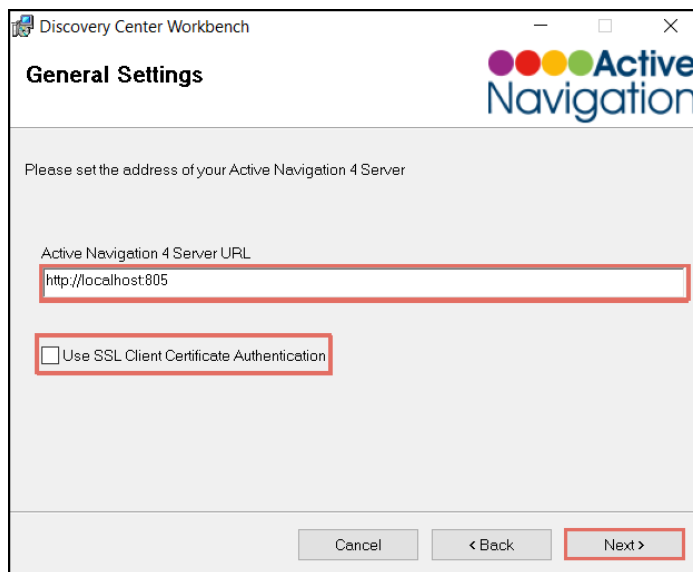 Discovery Center Workbench
General Settings
Active
Navigation
Please set the address of your Active Navigation 4 Server
Active Navigation 4 Server URL
http://localhost:805
Use SSL Client Certificate Authentication
Cancel
< Back
Next >